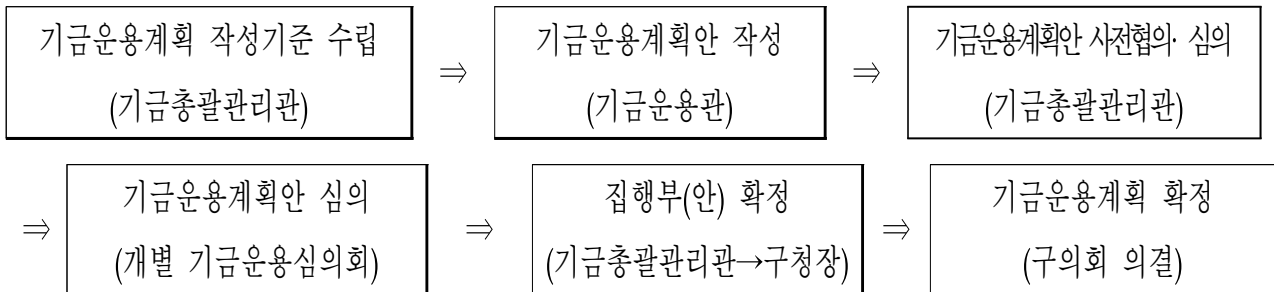 기금운용계획 작성기준 수립
(기금총괄관리관)
⇒
기금운용계획안 작성
(기금운용관)
⇒
기금운용계획안 사전협의· 심의
(기금총괄관리관)
⇒
기금운용계획안 심의
(개별 기금운용심의회)
⇒
집행부(안) 확정
(기금총괄관리관→구청장)
⇒
기금운용계획 확정
(구의회 의결)